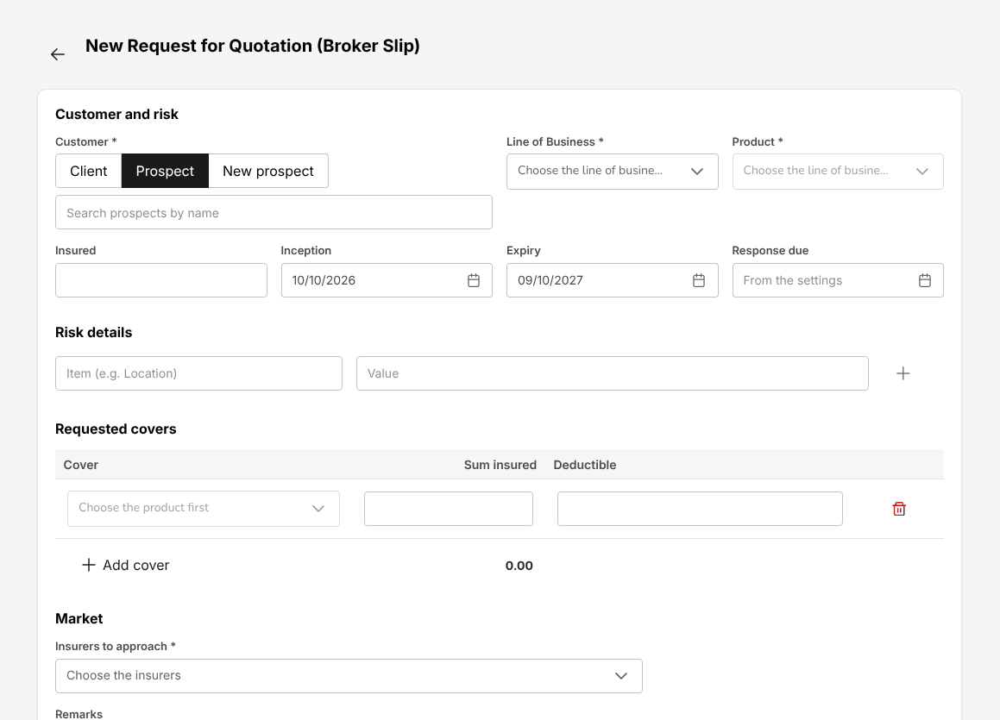 New Request for Quotation (Broker Slip)
Customer and risk
Customer *
Line of Business *
Product *
Client
Prospect
New prospect
Choose the line of busine...
Choose the line of busine...
Search prospects by name
Insured
Inception
Expiry
Response due
10/10/2026
09/10/2027
From the settings
Risk details
Item (e.g. Location)
Value
Requested covers
Cover
Sum insured
Deductible
Choose the product first
Add cover
0.00
Market
Insurers to approach *
Choose the insurers
Remarks